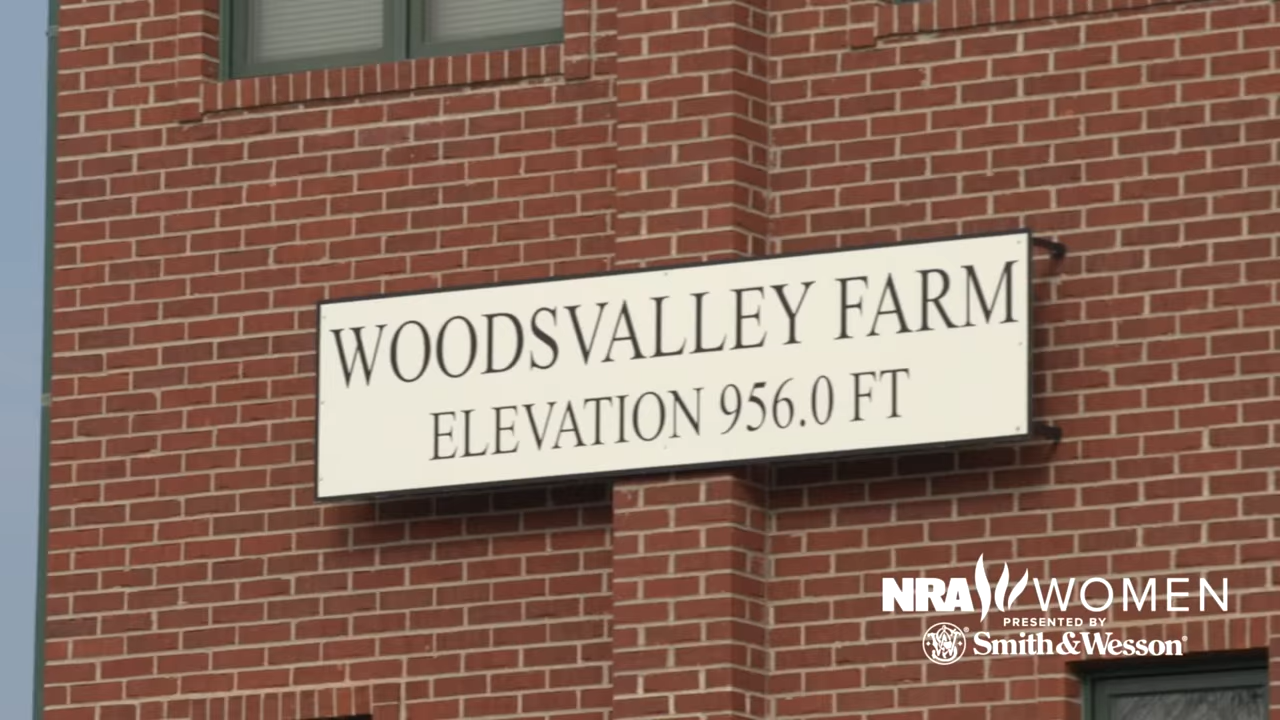 WOODSVALLEY FARM
ELEVATION 956.0 FT
NRA WOMEN
PRESENTED BY
Smith & Wesson